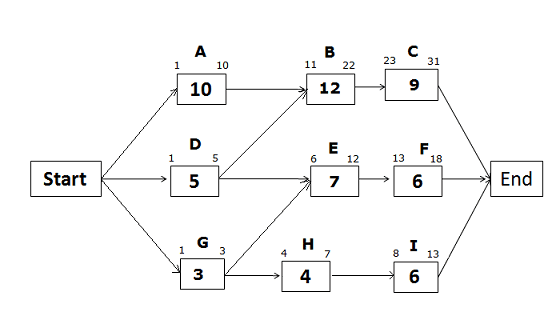 A B C
1 10 11 22 23 31
10 12 9
D E F
1 5 6 12 13 18
Start 5 7 6 End
G H I
1 3 4 7 8 13
3 4 6